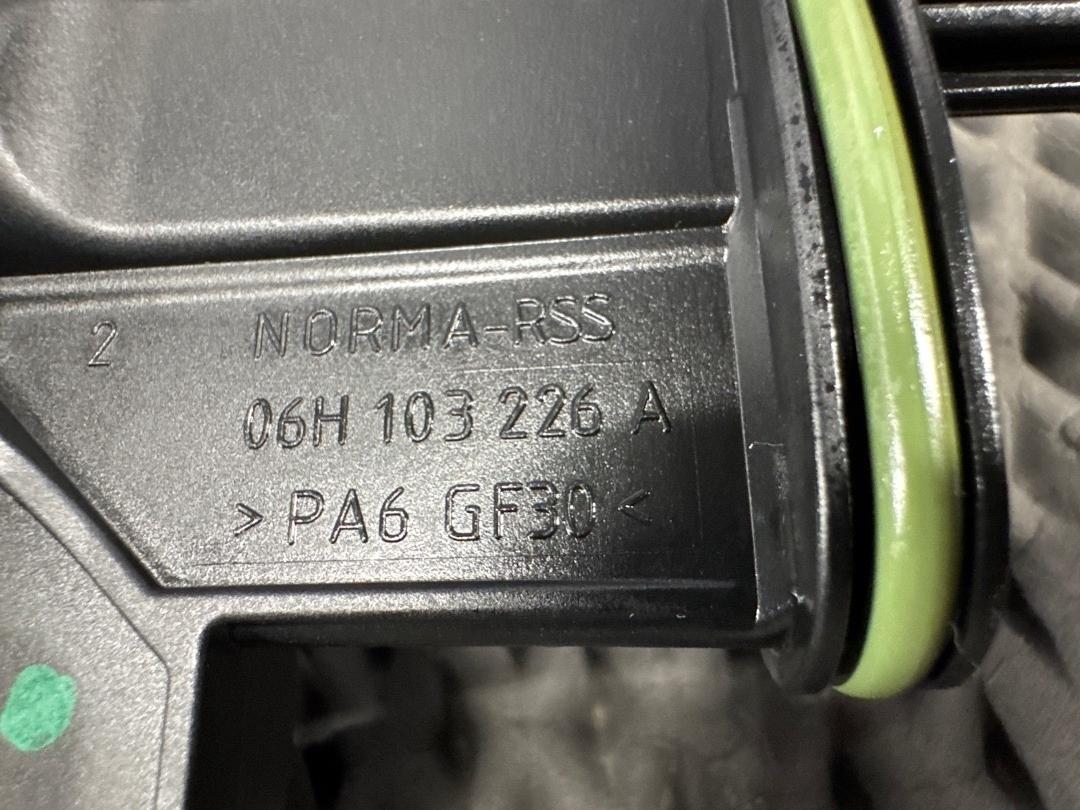 2 NORMA-RSS
06H 103 226 A
> PA6 GF30 <